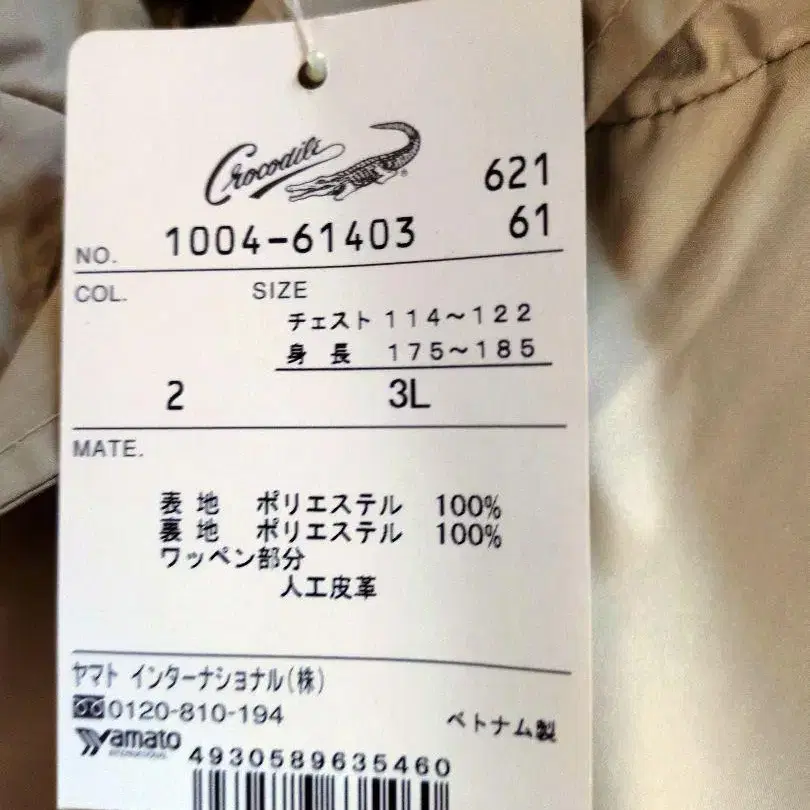 Crocodile
621
NO. 1004-61403 61
COL. SIZE
チェスト 114～122
身長 175～185
2 3L
MATE.
表地 ポリエステル 100%
裏地 ポリエステル 100%
ワッペン部分
人工皮革
ヤマト インターナショナル(株)
0120-810-194
ベトナム製
Yamato
4930589635460